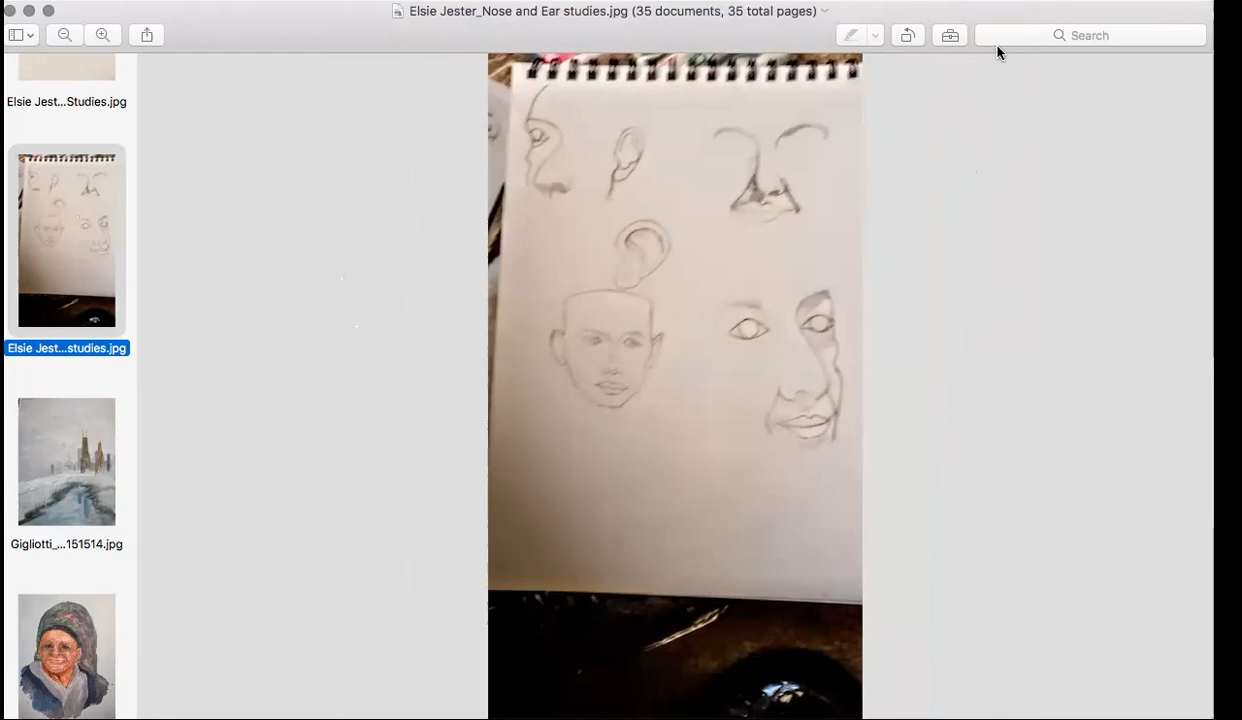 Elsie Jester_Nose and Ear studies.jpg (35 documents, 35 total pages)
Search
Elsie Jest...Studies.jpg
Elsie Jest...studies.jpg
Gigliotti_...151514.jpg